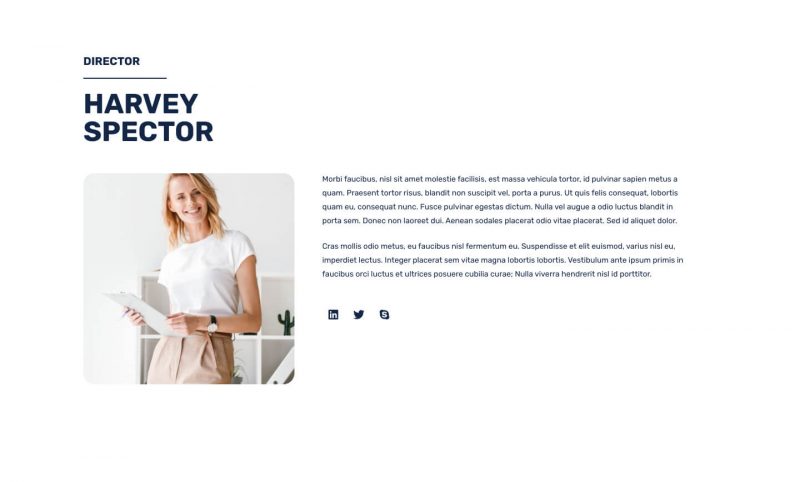 DIRECTOR
HARVEY
SPECTOR
Morbi faucibus, nisl sit amet molestie facilisis, est massa vehicula tortor, id pulvinar sapien metus a
quam. Praesent tortor risus, blandit non suscipit vel, porta a purus. Ut quis felis consequat, lobortis
quam eu, consequat nunc. Fusce pulvinar egestas dictum. Nulla vel augue a odio luctus blandit in
porta sem. Donec non laoreet dui. Aenean sodales placerat odio vitae placerat. Sed id aliquet dolor.
Cras mollis odio metus, eu faucibus nisl fermentum eu. Suspendisse et elit euismod, varius nisl eu,
imperdiet lectus. Integer placerat sem vitae magna lobortis lobortis. Vestibulum ante ipsum primis in
faucibus orci luctus et ultrices posuere cubilia curae; Nulla viverra hendrerit nisl id porttitor.